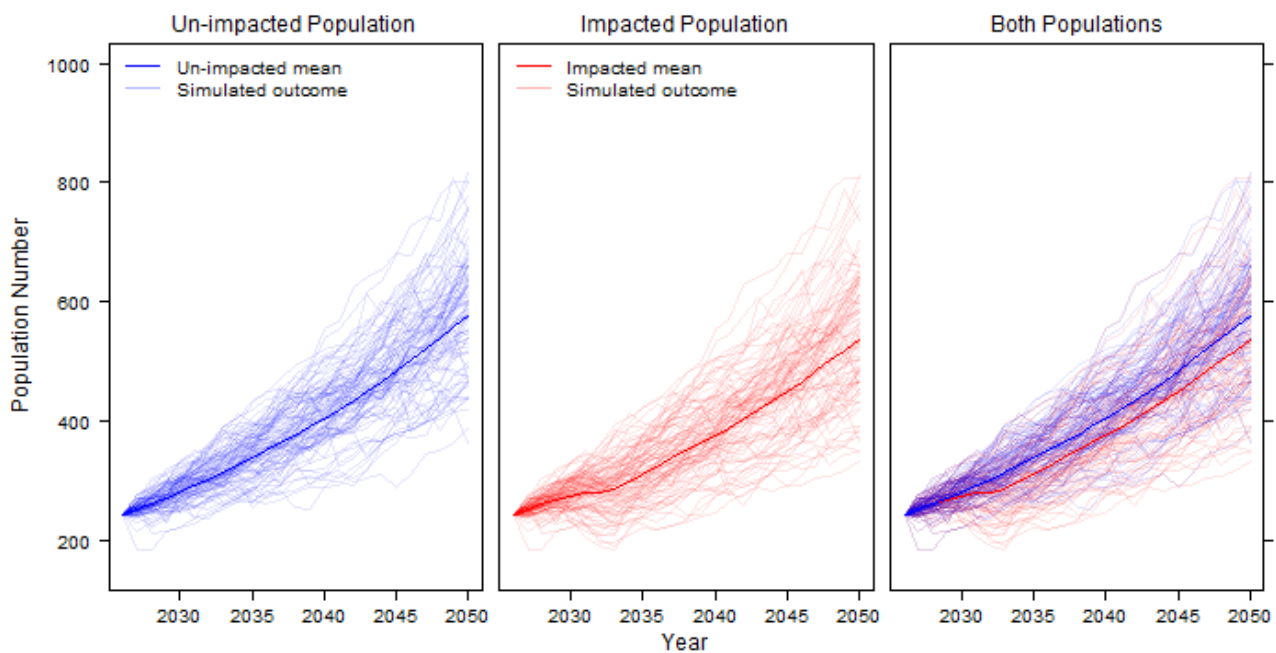 Un-impacted Population Impacted Population Both Populations
Un-impacted mean
Simulated outcome
Impacted mean
Simulated outcome
Population Number
1000
800
600
400
200
2030 2035 2040 2045 2050
2030 2035 2040 2045 2050
2030 2035 2040 2045 2050
Year